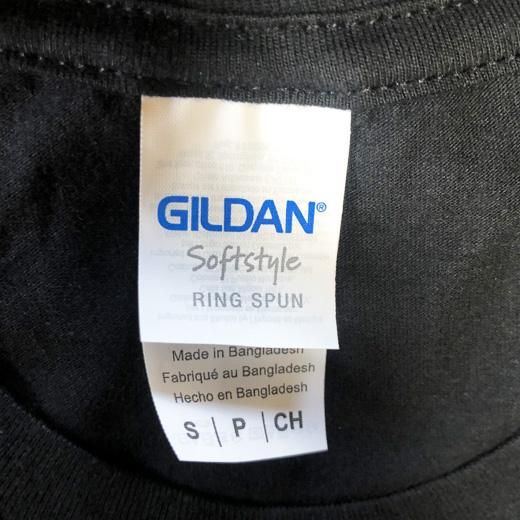 GILDAN®
Softstyle
RING SPUN
Made in Bangladesh
Fabriqué au Bangladesh
Hecho en Bangladesh
S | P | CH